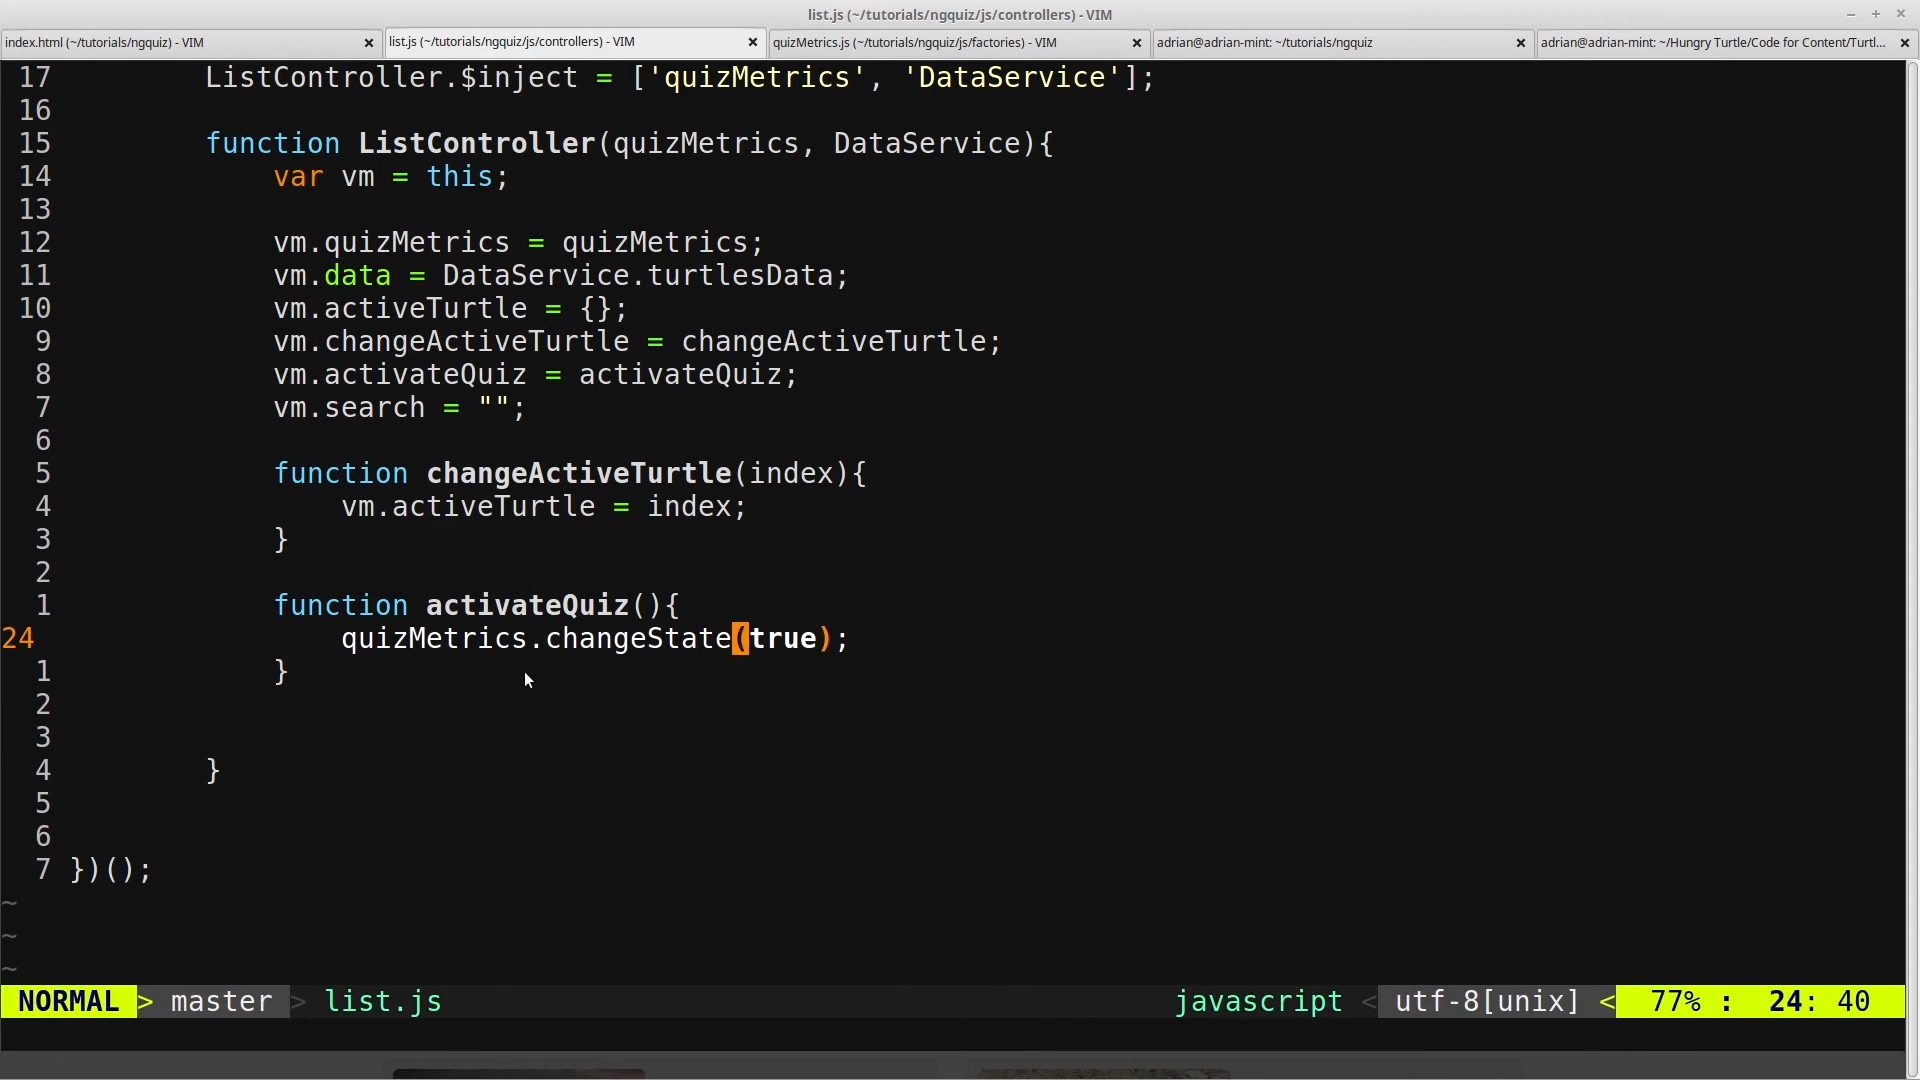 list.js (~/tutorials/ngquiz/js/controllers) - VIM
index.html (~/tutorials/ngquiz) - VIM
list.js (~/tutorials/ngquiz/js/controllers) - VIM
quizMetrics.js (~/tutorials/ngquiz/js/factories) - VIM
adrian@adrian-mint: ~/tutorials/ngquiz
adrian@adrian-mint: ~/Hungry Turtle/Code for Content/Turtl...
17 ListController.$inject = ['quizMetrics', 'DataService'];
16
15 function ListController(quizMetrics, DataService){
14 var vm = this;
13
12 vm.quizMetrics = quizMetrics;
11 vm.data = DataService.turtlesData;
10 vm.activeTurtle = {};
9 vm.changeActiveTurtle = changeActiveTurtle;
8 vm.activateQuiz = activateQuiz;
7 vm.search = "";
6
5 function changeActiveTurtle(index){
4 vm.activeTurtle = index;
3 }
2
1 function activateQuiz(){
24 quizMetrics.changeState(true);
1 }
2
3
4 }
5
6
7 })();
~
~
~
NORMAL > master > list.js javascript < utf-8[unix] < 77% : 24: 40